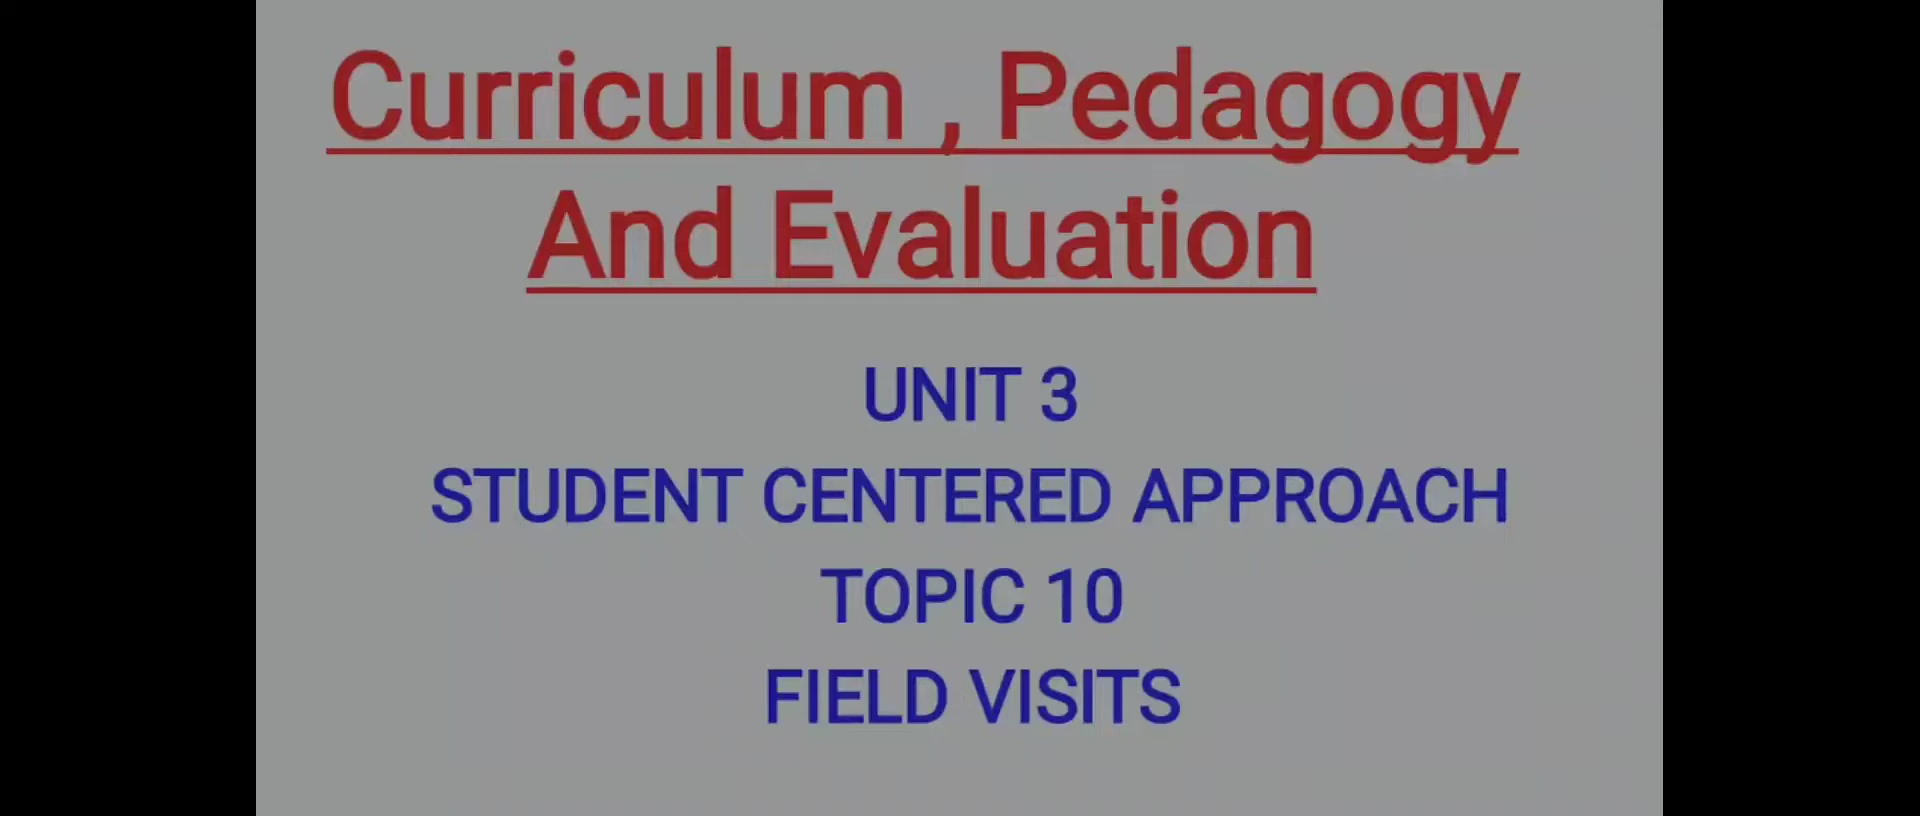 Curriculum , Pedagogy
And Evaluation
UNIT 3
STUDENT CENTERED APPROACH
TOPIC 10
FIELD VISITS